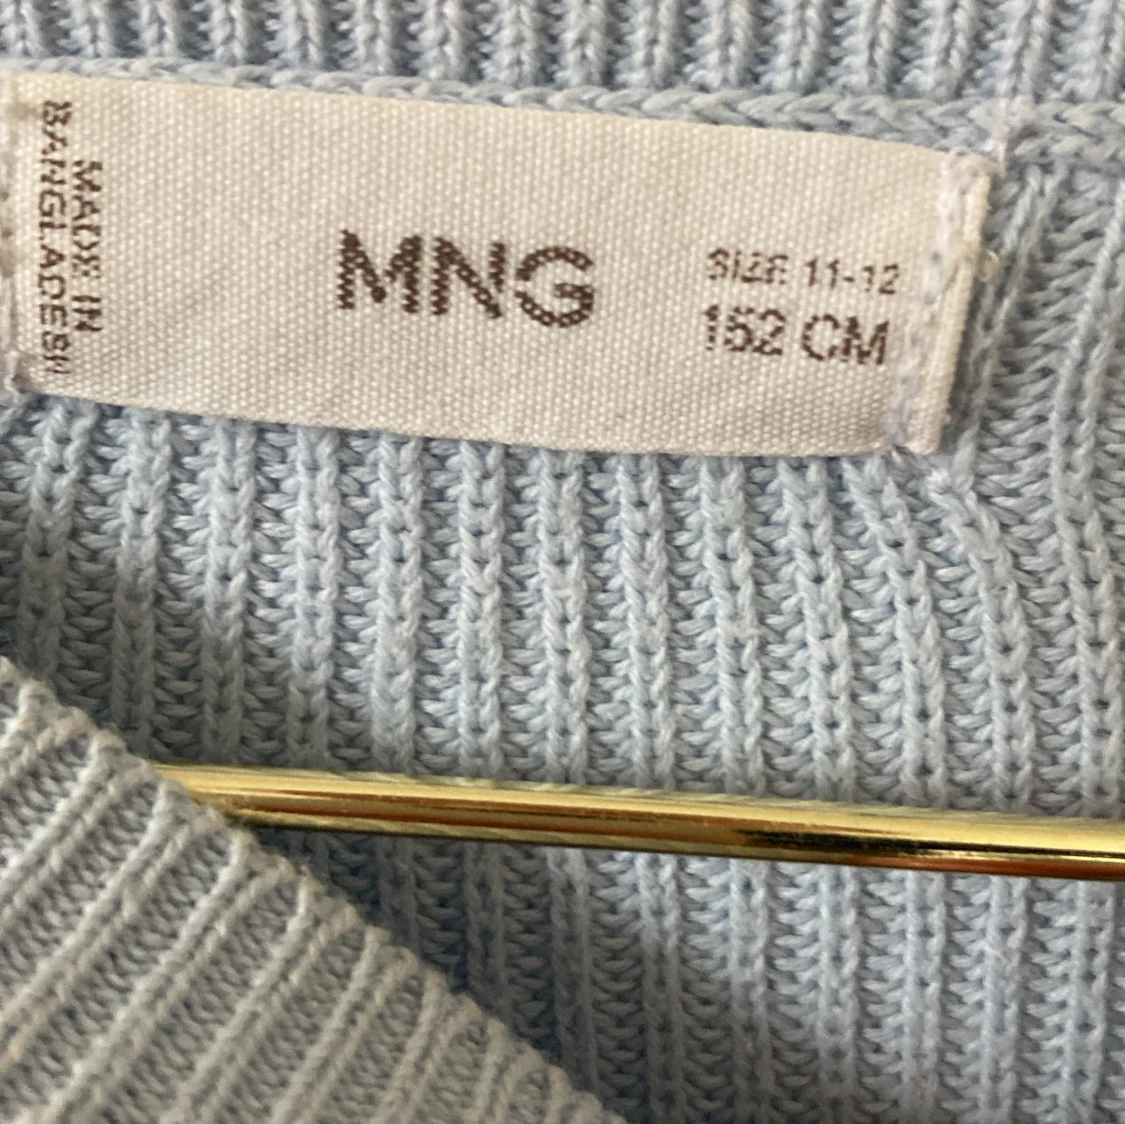 MADE IN
BANGLADESH
MNG
SIZE 11-12
152 CM